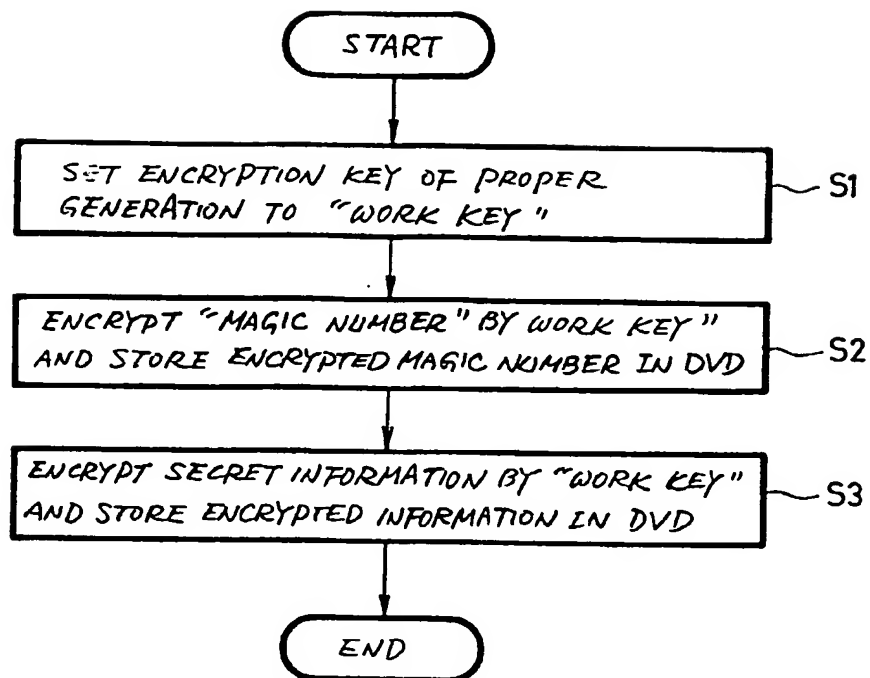 START
SET ENCRYPTION KEY OF PROPER
GENERATION TO "WORK KEY"
S1
ENCRYPT "MAGIC NUMBER" BY WORK KEY"
AND STORE ENCRYPTED MAGIC NUMBER IN DVD
S2
ENCRYPT SECRET INFORMATION BY "WORK KEY"
AND STORE ENCRYPTED INFORMATION IN DVD
S3
END